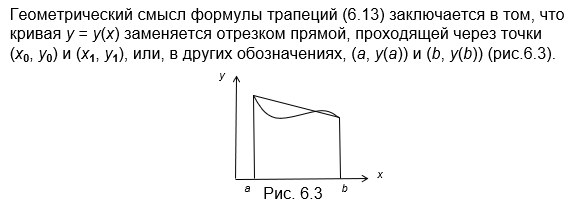 Геометрический смысл формулы трапеций (6.13) заключается в том, что
кривая y = y(x) заменяется отрезком прямой, проходящей через точки
(x₀, y₀) и (x₁, y₁), или, в других обозначениях, (a, y(a)) и (b, y(b)) (рис.6.3).
y
x
a
b
Рис. 6.3